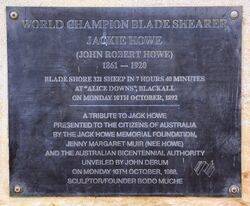 WORLD CHAMPION BLADE SHEARER
JACKIE HOWE
(JOHN ROBERT HOWE)
1861 – 1920
BLADE SHORE 321 SHEEP IN 7 HOURS 40 MINUTES
AT "ALICE DOWNS", BLACKALL
ON MONDAY 10TH OCTOBER, 1892
A TRIBUTE TO JACK HOWE
PRESENTED TO THE CITIZENS OF AUSTRALIA
BY THE JACK HOWE MEMORIAL FOUNDATION,
JENNY MARGARET MUIR (NEE HOWE)
AND THE AUSTRALIAN BICENTENNIAL AUTHORITY
UNVEILED BY JOHN DERUM
ON MONDAY 10TH OCTOBER, 1988.
SCULPTOR/FOUNDER BODO MUCHE